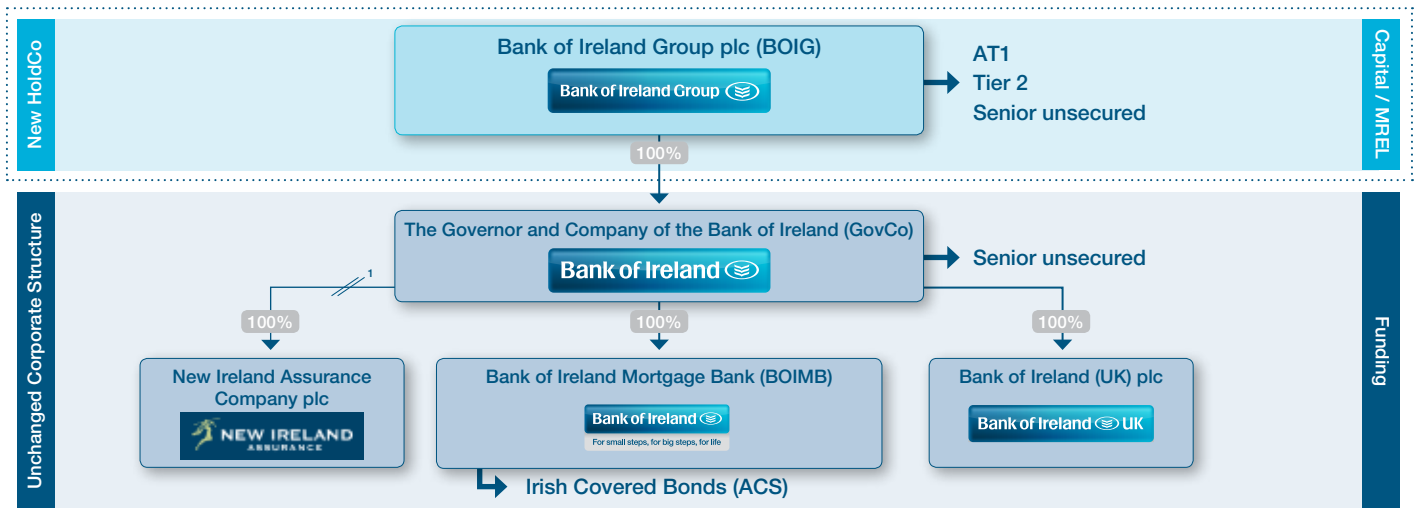 New HoldCo
Bank of Ireland Group plc (BOIG)
Bank of Ireland Group
AT1
Tier 2
Senior unsecured
Capital / MREL
100%
Unchanged Corporate Structure
The Governor and Company of the Bank of Ireland (GovCo)
Bank of Ireland
Senior unsecured
Funding
1
100%
100%
100%
New Ireland Assurance
Company plc
NEW IRELAND
ASSURANCE
Bank of Ireland Mortgage Bank (BOIMB)
Bank of Ireland
For small steps, for big steps, for life
Bank of Ireland (UK) plc
Bank of Ireland UK
Irish Covered Bonds (ACS)